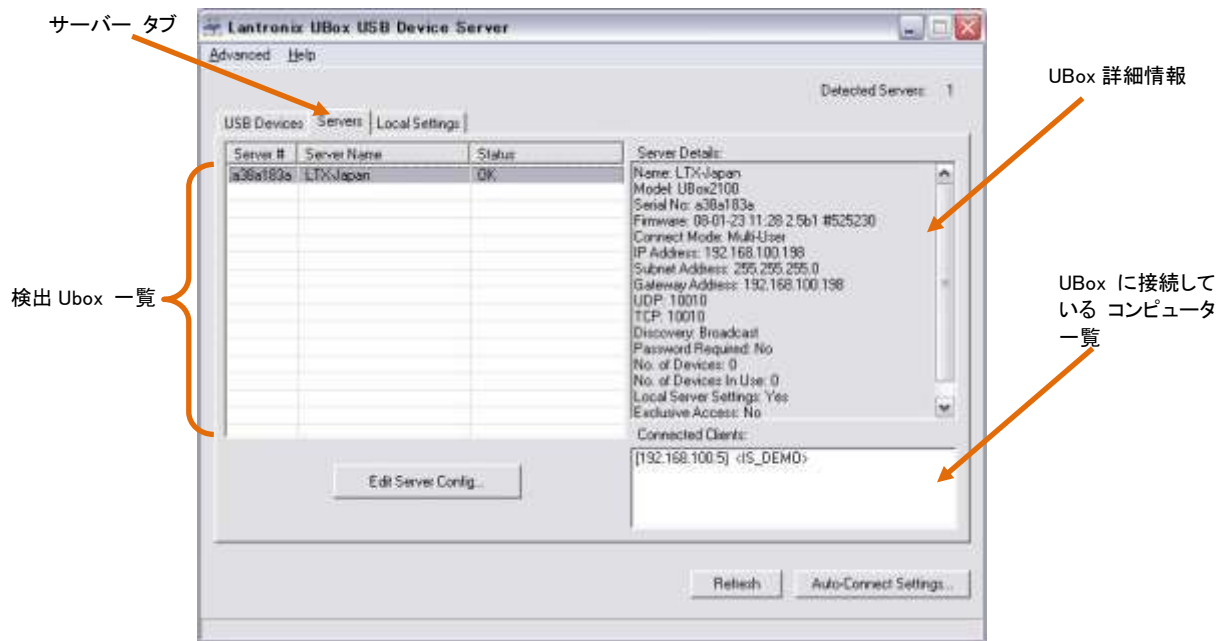 サーバー タブ
Lantronix UBox USB Device Server
Advanced Help
Detected Servers: 1
UBox 詳細情報
USB Devices Servers Local Settings
Server # Server Name Status
a38a183a LTX-Japan OK
検出 Ubox 一覧
Server Details:
Name: LTX-Japan
Model: UBox2100
Serial No: a38a183a
Firmware: 08-01-23 11:28 2.5b1 #525230
Connect Mode: Multi-User
IP Address: 192.168.100.198
Subnet Address: 255.255.255.0
Gateway Address: 192.168.100.198
UDP: 10010
TCP: 10010
Discovery: Broadcast
Password Required: No
No. of Devices: 0
No. of Devices In Use: 0
Local Server Settings: Yes
Exclusive Access: No
UBox に接続して
いる コンピュータ
一覧
Connected Clients:
[192.168.100.5] <IS_DEMO>
Edit Server Config...
Refresh Auto-Connect Settings...